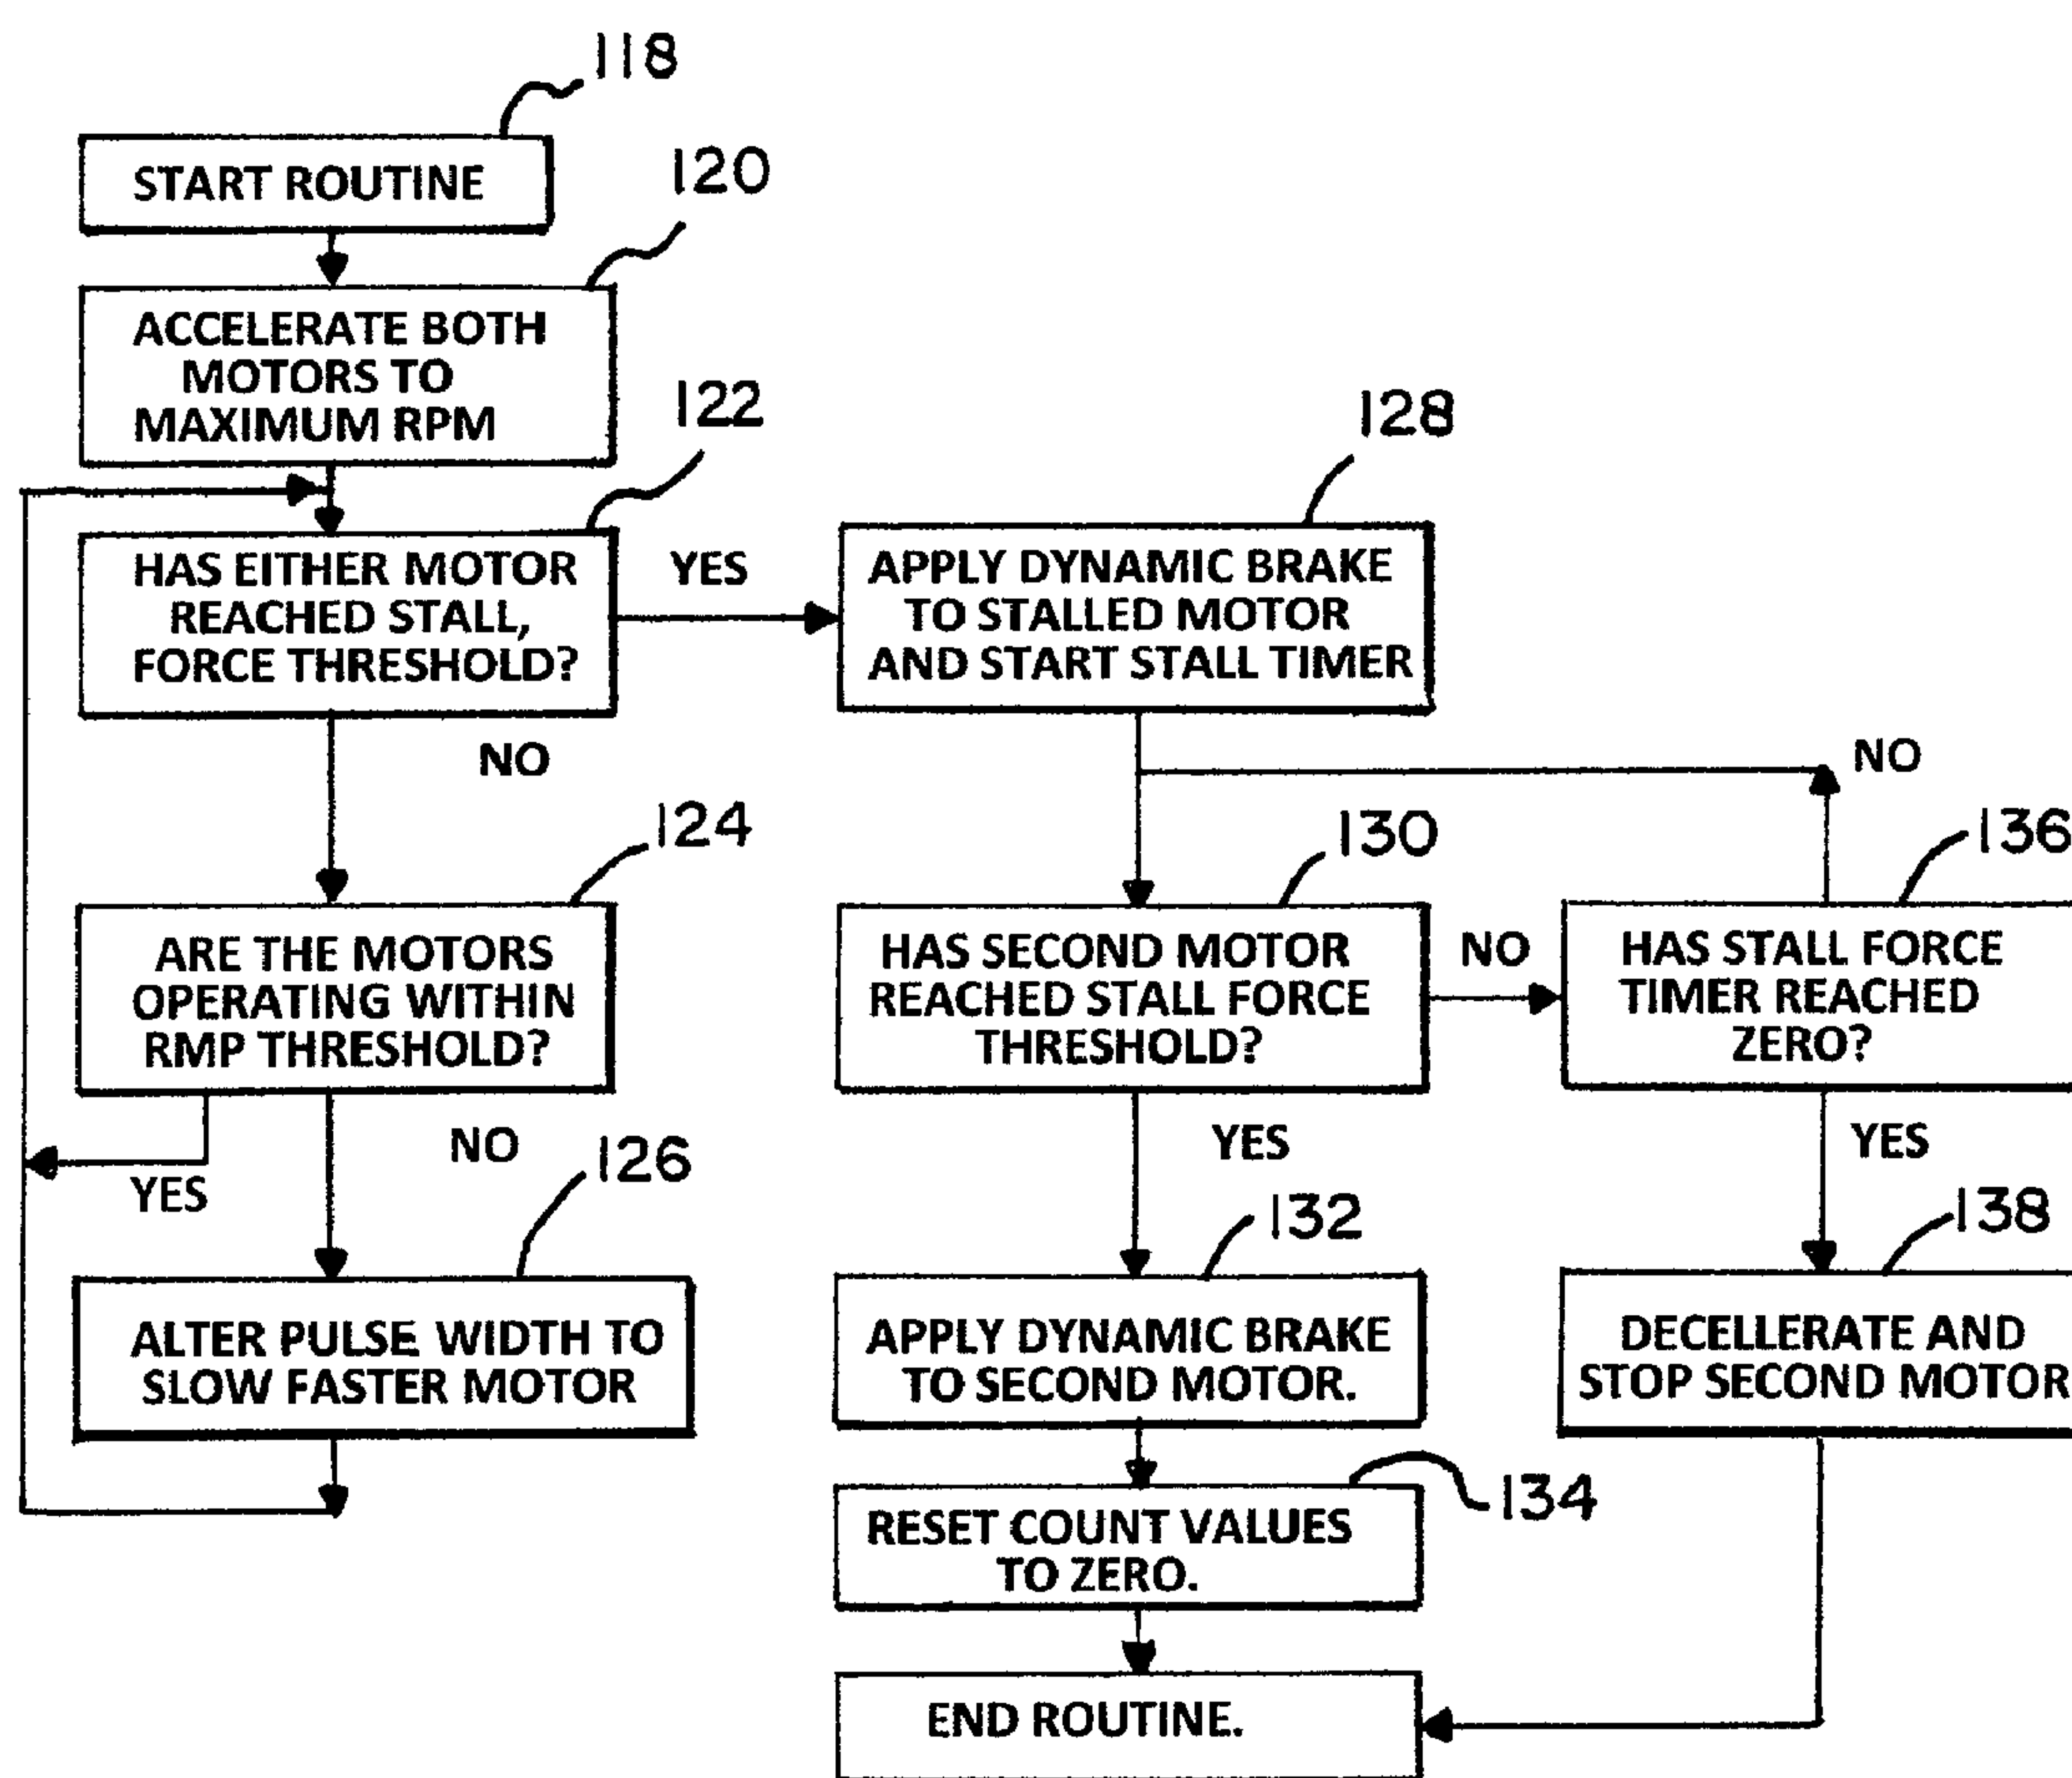 118
START ROUTINE
120
ACCELERATE BOTH
MOTORS TO
MAXIMUM RPM
122
HAS EITHER MOTOR
REACHED STALL,
FORCE THRESHOLD?
YES
NO
128
APPLY DYNAMIC BRAKE
TO STALLED MOTOR
AND START STALL TIMER
124
ARE THE MOTORS
OPERATING WITHIN
RMP THRESHOLD?
YES
NO
126
ALTER PULSE WIDTH TO
SLOW FASTER MOTOR
130
HAS SECOND MOTOR
REACHED STALL FORCE
THRESHOLD?
NO
YES
136
HAS STALL FORCE
TIMER REACHED
ZERO?
NO
YES
132
APPLY DYNAMIC BRAKE
TO SECOND MOTOR.
138
DECELLERATE AND
STOP SECOND MOTOR
134
RESET COUNT VALUES
TO ZERO.
END ROUTINE.